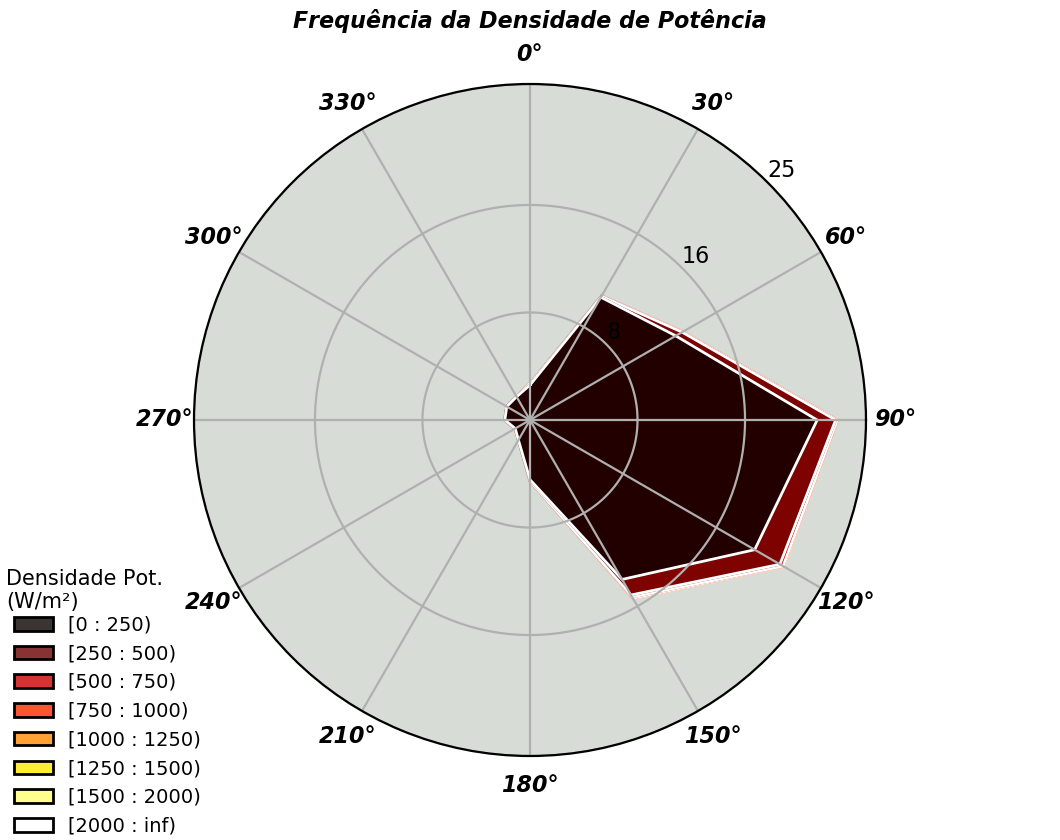 Frequência da Densidade de Potência
0°
30°
60°
90°
120°
150°
180°
210°
240°
270°
300°
330°
8
16
25
Densidade Pot.
(W/m²)
[0 : 250)
[250 : 500)
[500 : 750)
[750 : 1000)
[1000 : 1250)
[1250 : 1500)
[1500 : 2000)
[2000 : inf)